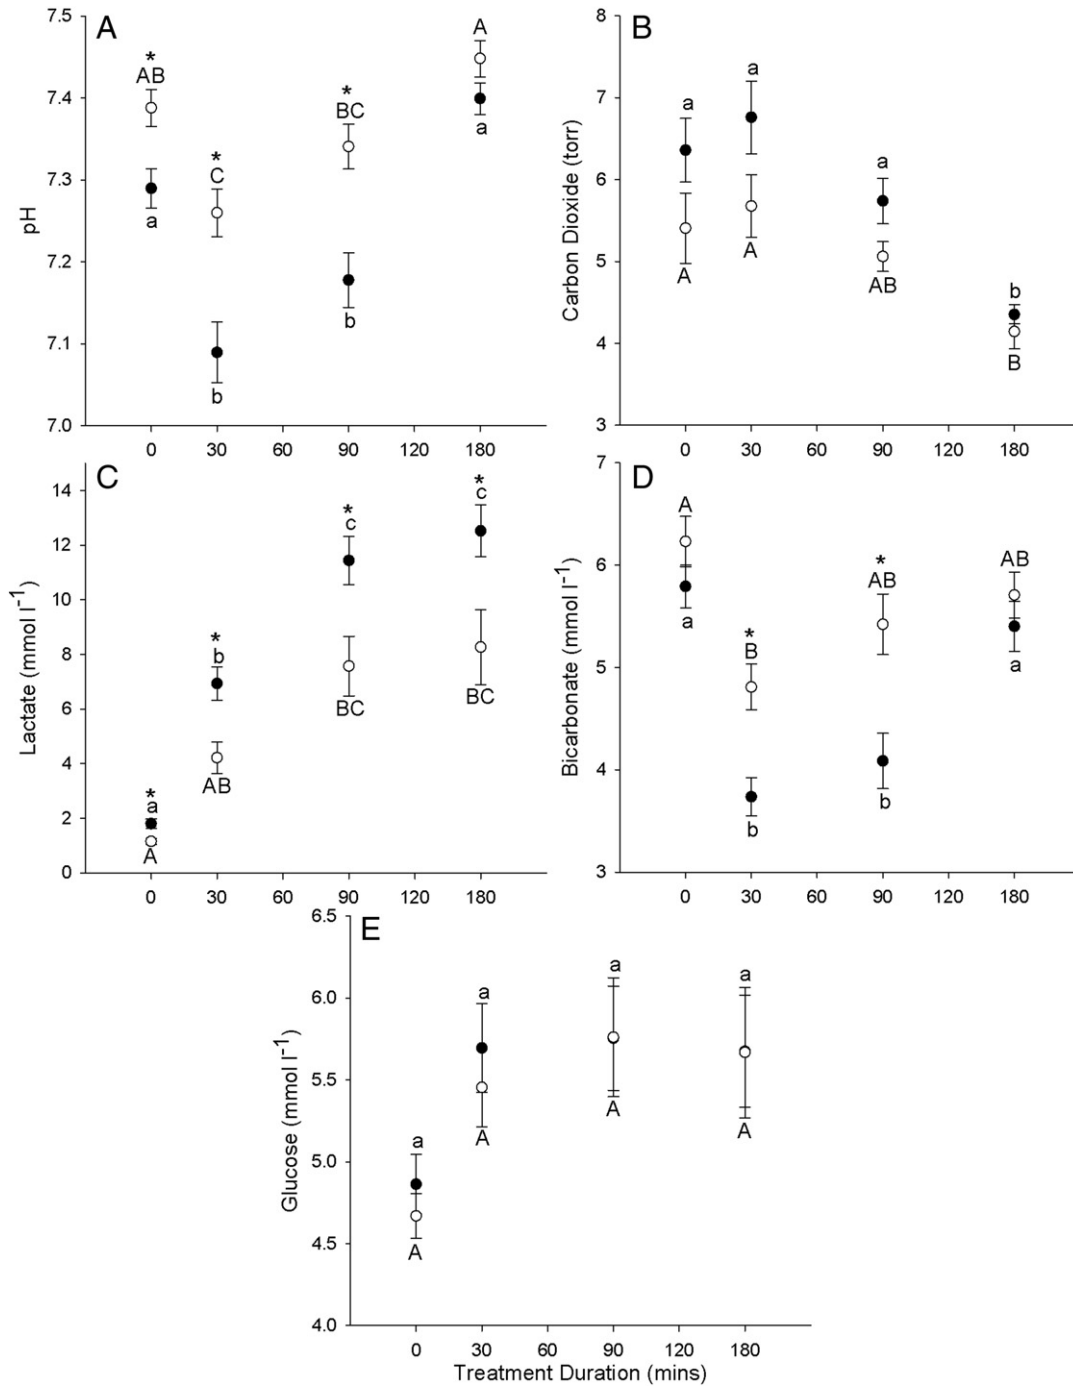 A
pH
7.5
7.4
7.3
7.2
7.1
7.0
* * * A
AB C BC
a b b a
0 30 60 90 120 180
B
Carbon Dioxide (torr)
8
7
6
5
4
3
a a a b
A A AB B
0 30 60 90 120 180
C
Lactate (mmol l⁻¹)
14
12
10
8
6
4
2
0
* * * *
a b c c
A AB BC BC
0 30 60 90 120 180
D
Bicarbonate (mmol l⁻¹)
7
6
5
4
3
* *
A B AB AB
a b b a
0 30 60 90 120 180
E
Glucose (mmol l⁻¹)
6.5
6.0
5.5
5.0
4.5
4.0
a a a a
A A A A
0 30 60 90 120 180
Treatment Duration (mins)